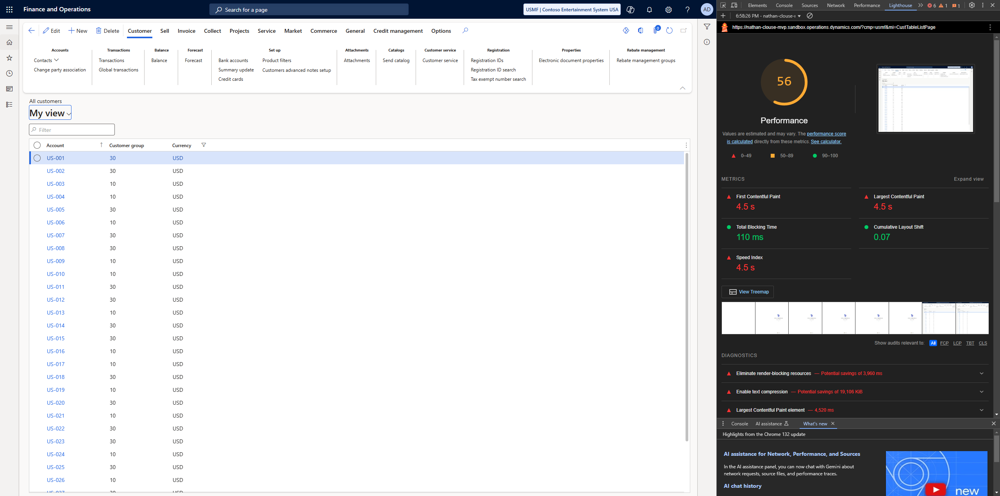 Finance and Operations
Search for a page
USMF | Contoso Entertainment System USA
AD
Edit
New
Delete
Customer
Sell
Invoice
Collect
Projects
Service
Market
Commerce
General
Credit management
Options
0
Accounts
Contacts
Change party association
Transactions
Transactions
Global transactions
Balance
Balance
Forecast
Forecast
Set up
Bank accounts
Summary update
Credit cards
Product filters
Customers advanced notes setup
Attachments
Attachments
Catalogs
Send catalog
Customer service
Customer service
Registration
Registration IDs
Registration ID search
Tax exempt number search
Properties
Electronic document properties
Rebate management
Rebate management groups
All customers
My view
Filter
Account Customer group Currency
US-001 30 USD
US-002 30 USD
US-003 10 USD
US-004 10 USD
US-005 30 USD
US-006 10 USD
US-007 30 USD
US-008 30 USD
US-009 10 USD
US-010 10 USD
US-011 30 USD
US-012 30 USD
US-013 10 USD
US-014 30 USD
US-015 30 USD
US-016 10 USD
US-017 10 USD
US-018 30 USD
US-019 10 USD
US-020 30 USD
US-021 10 USD
US-022 30 USD
US-023 30 USD
US-024 10 USD
US-025 30 USD
US-026 10 USD
US-027 30 USD
Elements
Console
Sources
Network
Performance
Lighthouse
6
1
1
6:58:26 PM - nathan-clouse-
https://nathan-clouse-mvp.sandbox.operations.dynamics.com/?cmp=usmf&mi=CustTableListPage
56
Performance
Values are estimated and may vary. The performance score
is calculated directly from these metrics. See calculator.
0–49
50–89
90–100
METRICS
Expand view
First Contentful Paint
4.5 s
Largest Contentful Paint
4.5 s
Total Blocking Time
110 ms
Cumulative Layout Shift
0.07
Speed Index
4.5 s
View Treemap
Show audits relevant to: All FCP LCP TBT CLS
DIAGNOSTICS
Eliminate render-blocking resources — Potential savings of 3,960 ms
Enable text compression — Potential savings of 19,106 KiB
Largest Contentful Paint element — 4,520 ms
Console
AI assistance
What's new
Highlights from the Chrome 132 update
AI assistance for Network, Performance, and Sources
In the AI assistance panel, you can now chat with Gemini about
network requests, source files, and performance traces.
AI chat history
new